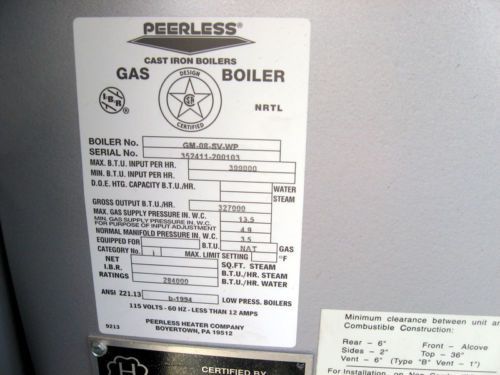 PEERLESS®
CAST IRON BOILERS
GAS BOILER
DESIGN
CERTIFIED
I=B=R
NRTL
BOILER No. GM-08-SV-WP
SERIAL No. 352411-200103
MAX. B.T.U. INPUT PER HR. 399000
MIN. B.T.U. INPUT PER HR.
D.O.E. HTG. CAPACITY B.T.U./HR. WATER
STEAM
GROSS OUTPUT B.T.U./HR. 327000
MAX. GAS SUPPLY PRESSURE IN. W.C. 13.5
MIN. GAS SUPPLY PRESSURE IN. W.C.
FOR PURPOSE OF INPUT ADJUSTMENT 4.9
NORMAL MANIFOLD PRESSURE IN. W.C. 3.5
EQUIPPED FOR B.T.U. NAT GAS
CATEGORY No. I MAX. LIMIT SETTING °F
NET SQ.FT. STEAM
I.B.R. B.T.U./HR. STEAM
RATINGS 284000 B.T.U./HR. WATER
ANSI Z21.13 b-1994 LOW PRESS. BOILERS
115 VOLTS - 60 HZ - LESS THAN 12 AMPS
PEERLESS HEATER COMPANY
9213 BOYERTOWN, PA 19512
Minimum clearance between unit an
Combustible Construction:
Rear - 6" Front - Alcove
Sides - 2" Top - 36"
Vent - 6" (Type "B" Vent - 1")
For Installation on Non
H
CERTIFIED BY